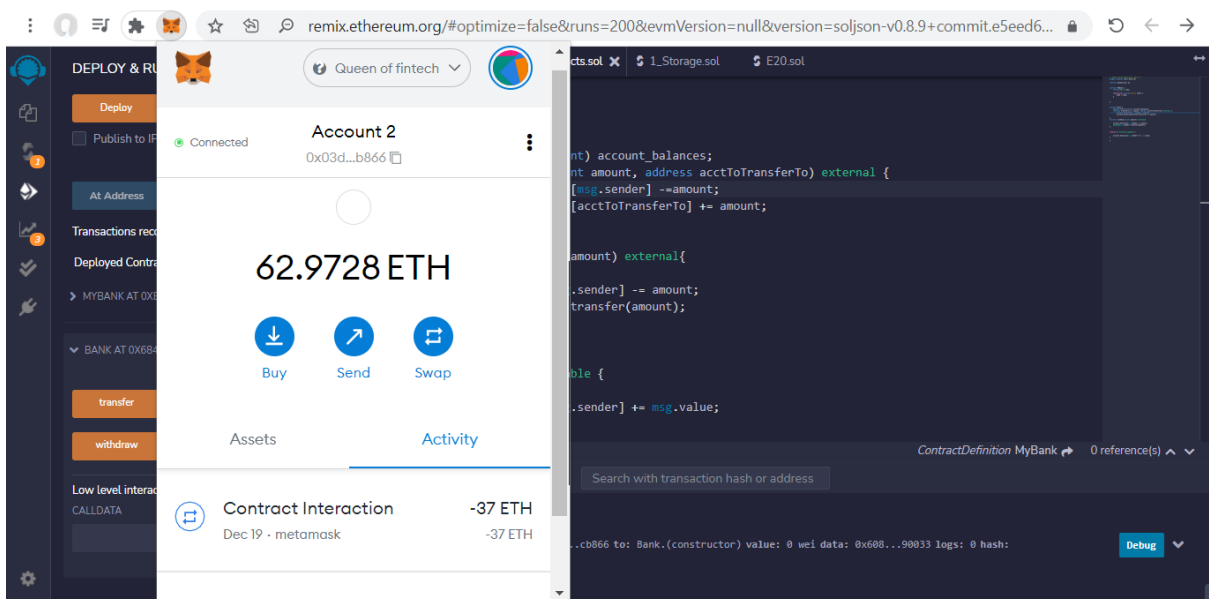 remix.ethereum.org/#optimize=false&runs=200&evmVersion=null&version=soljson-v0.8.9+commit.e5eed6...
DEPLOY & RU
Deploy
Publish to IP
1
At Address
3
Transactions reco
Deployed Contra
MYBANK AT 0XE
BANK AT 0X684
transfer
withdraw
Low level interac
CALLDATA
Queen of fintech
Connected
Account 2
0x03d...b866
62.9728 ETH
Buy
Send
Swap
Assets
Activity
Contract Interaction
-37 ETH
Dec 19 · metamask
-37 ETH
cts.sol
1_Storage.sol
E20.sol
nt) account_balances;
nt amount, address acctToTransferTo) external {
[msg.sender] -=amount;
[acctToTransferTo] += amount;
amount) external{
.sender] -= amount;
transfer(amount);
ble {
.sender] += msg.value;
ContractDefinition MyBank
0 reference(s)
Search with transaction hash or address
..cb866 to: Bank.(constructor) value: 0 wei data: 0x608...90033 logs: 0 hash:
Debug